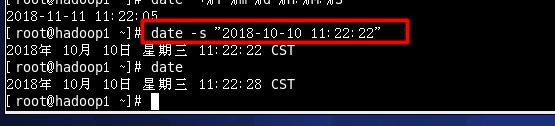 2018-11-11 11:22:05
[root@hadoop1 ~]# date -s "2018-10-10 11:22:22"
2018年 10月 10日 星期三 11:22:22 CST
[root@hadoop1 ~]# date
2018年 10月 10日 星期三 11:22:28 CST
[root@hadoop1 ~]#